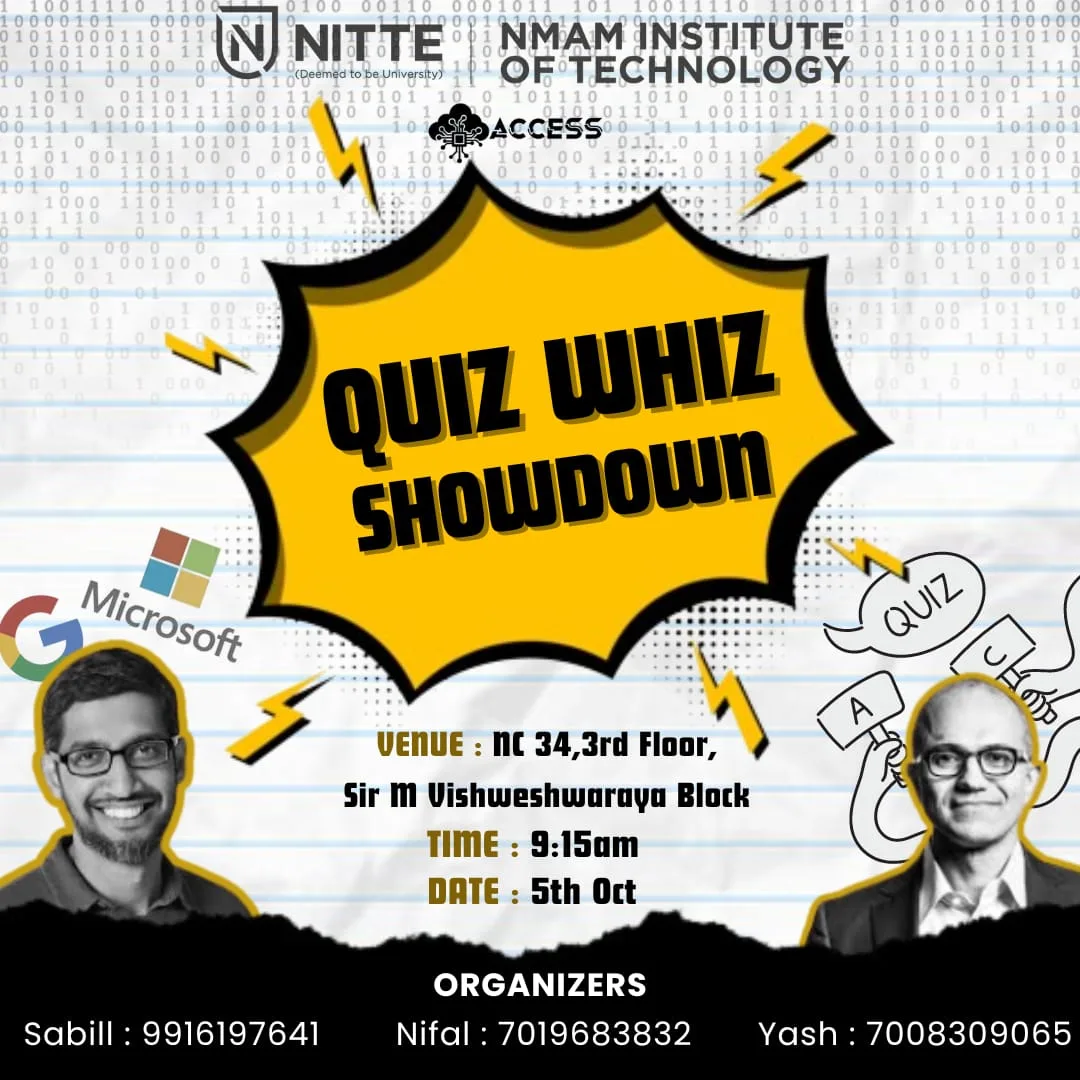 NITTE
(Deemed to be University)
NMAM INSTITUTE
OF TECHNOLOGY
ACCESS
QUIZ WHIZ
SHOWDOWN
Microsoft
G
QUIZ
A
VENUE : NC 34,3rd Floor,
Sir M Vishweshwaraya Block
TIME : 9:15am
DATE : 5th Oct
ORGANIZERS
Sabill : 9916197641
Nifal : 7019683832
Yash : 7008309065